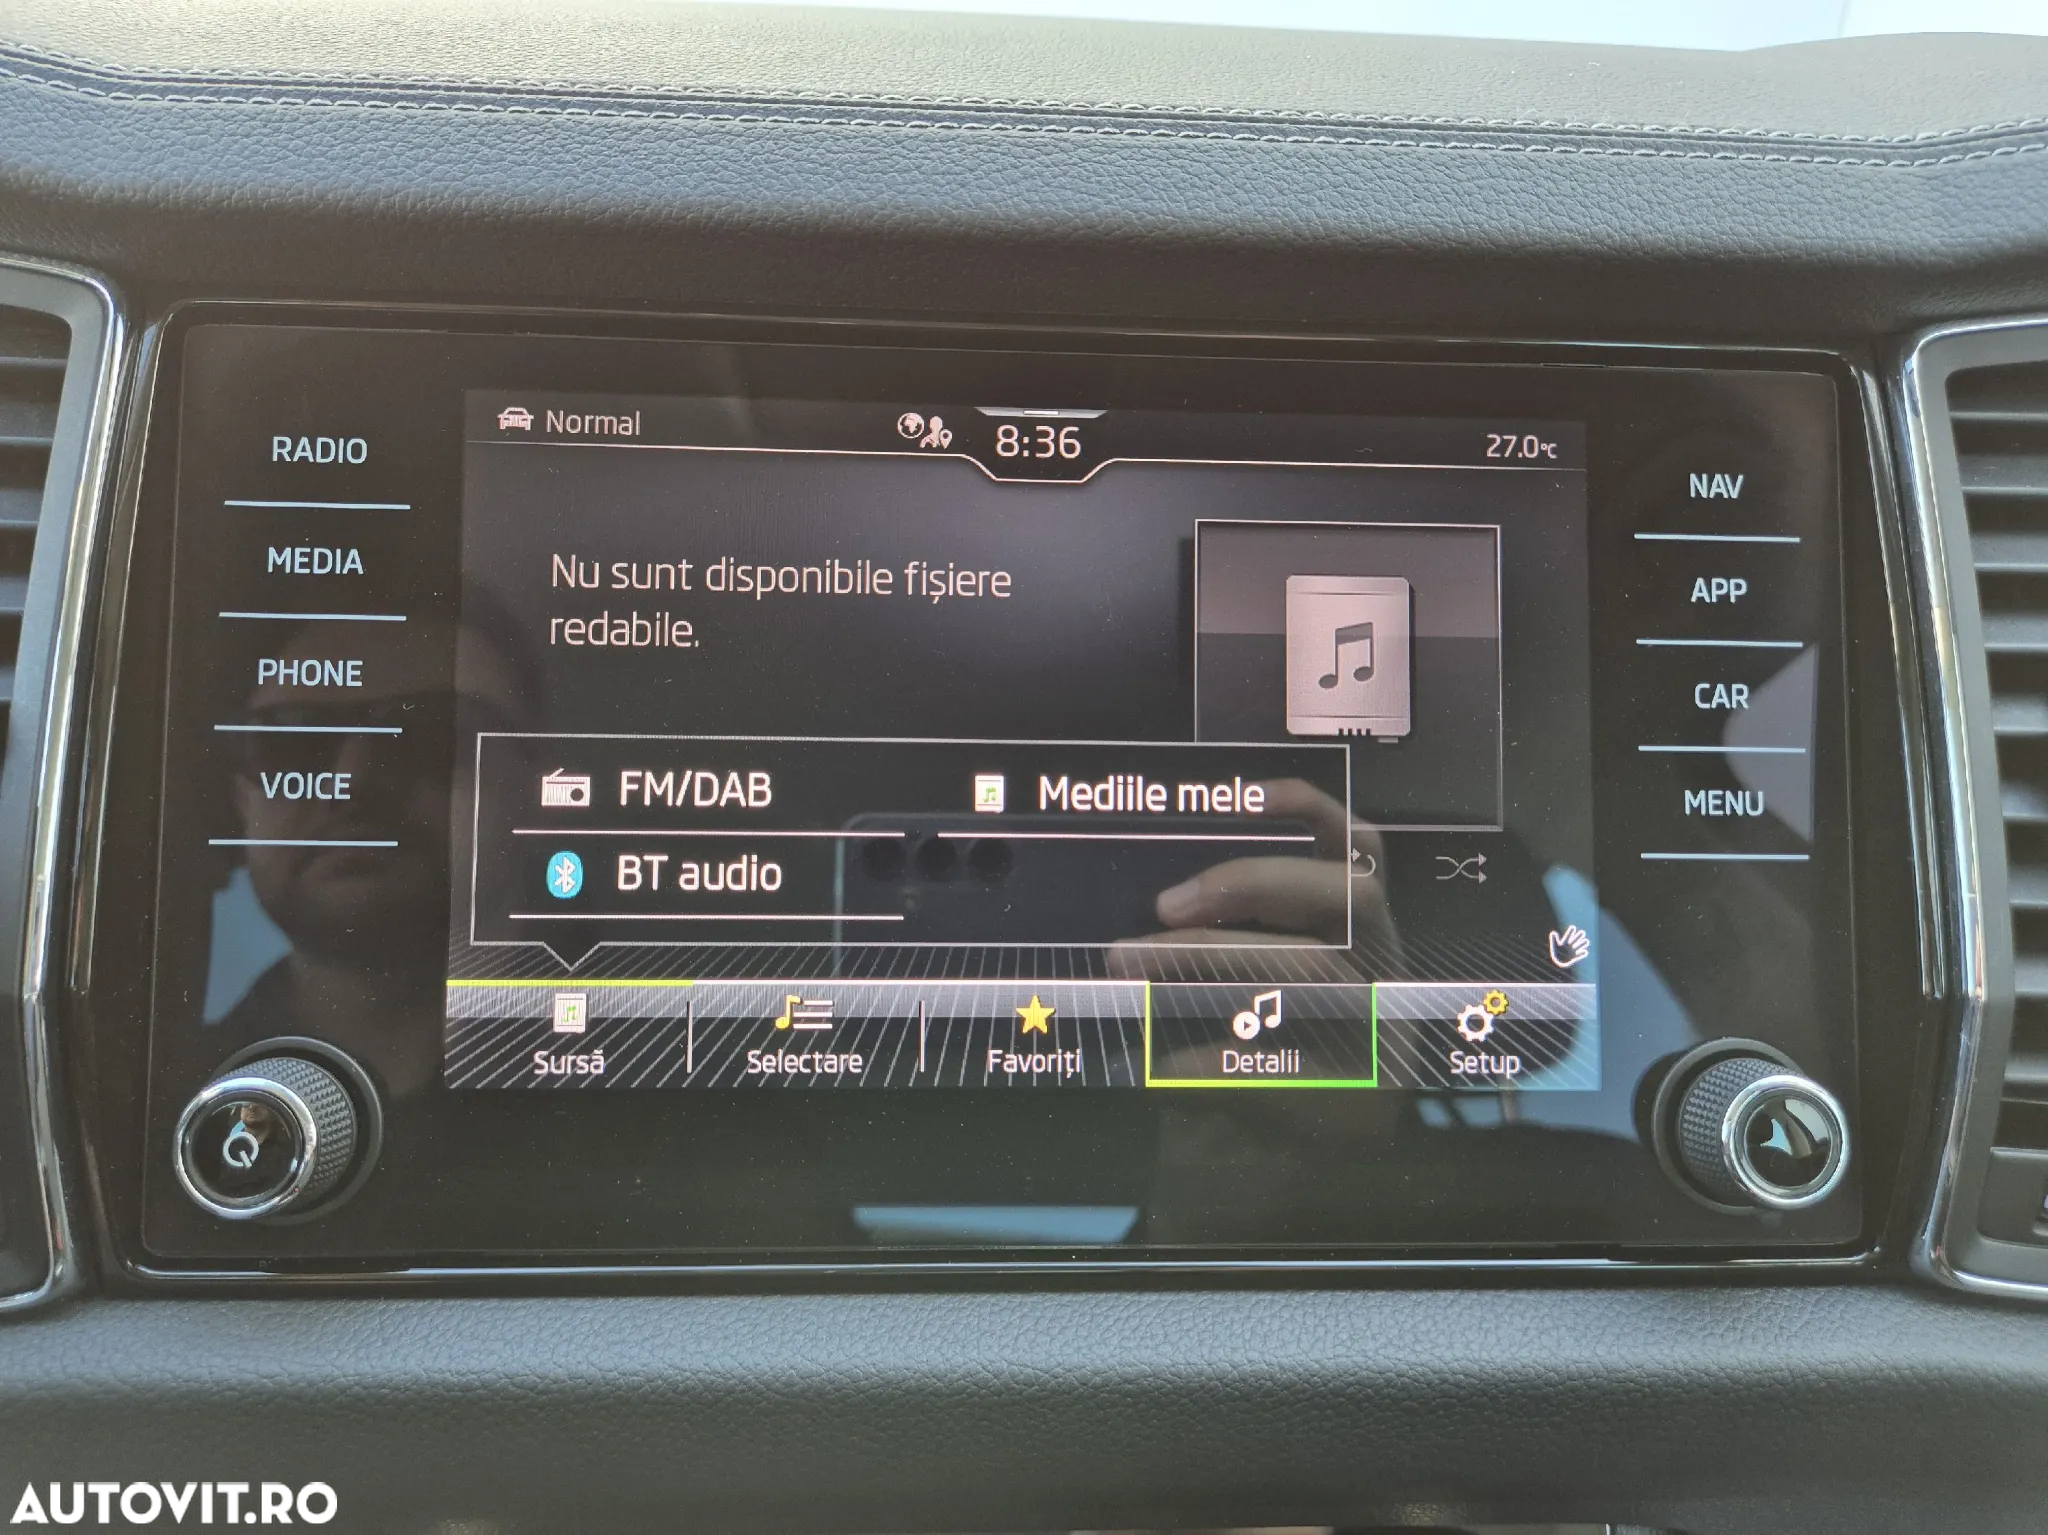 Normal
8:36
27.0°C
RADIO
MEDIA
PHONE
VOICE
Nu sunt disponibile fișiere
redabile.
FM/DAB
Mediile mele
BT audio
Sursă
Selectare
Favoriți
Detalii
Setup
NAV
APP
CAR
MENU
AUTOVIT.RO